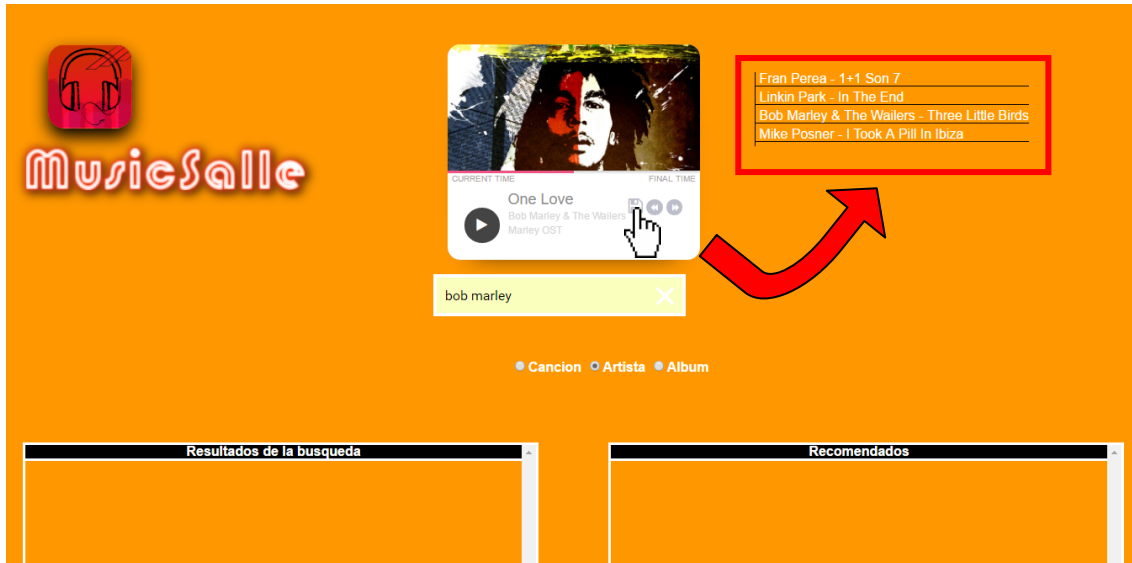 MusicSalle
CURRENT TIME
FINAL TIME
One Love
Bob Marley & The Wailers
Marley OST
Fran Perea - 1+1 Son 7
Linkin Park - In The End
Bob Marley & The Wailers - Three Little Birds
Mike Posner - I Took A Pill In Ibiza
bob marley
Cancion Artista Album
Resultados de la busqueda
Recomendados